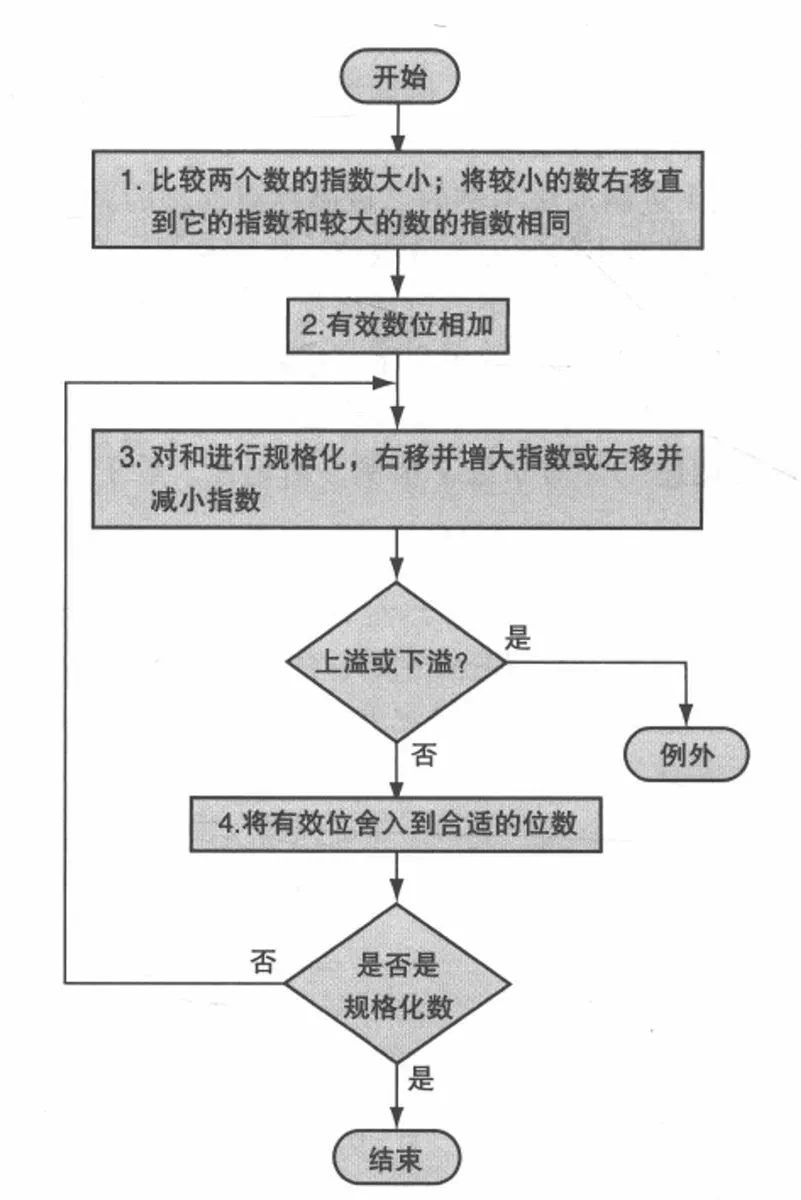 开始
1. 比较两个数的指数大小；将较小的数右移直
到它的指数和较大的数的指数相同
2.有效数位相加
3. 对和进行规格化，右移并增大指数或左移并
减小指数
上溢或下溢?
是
例外
否
4.将有效位舍入到合适的位数
否
是否是
规格化数
是
结束